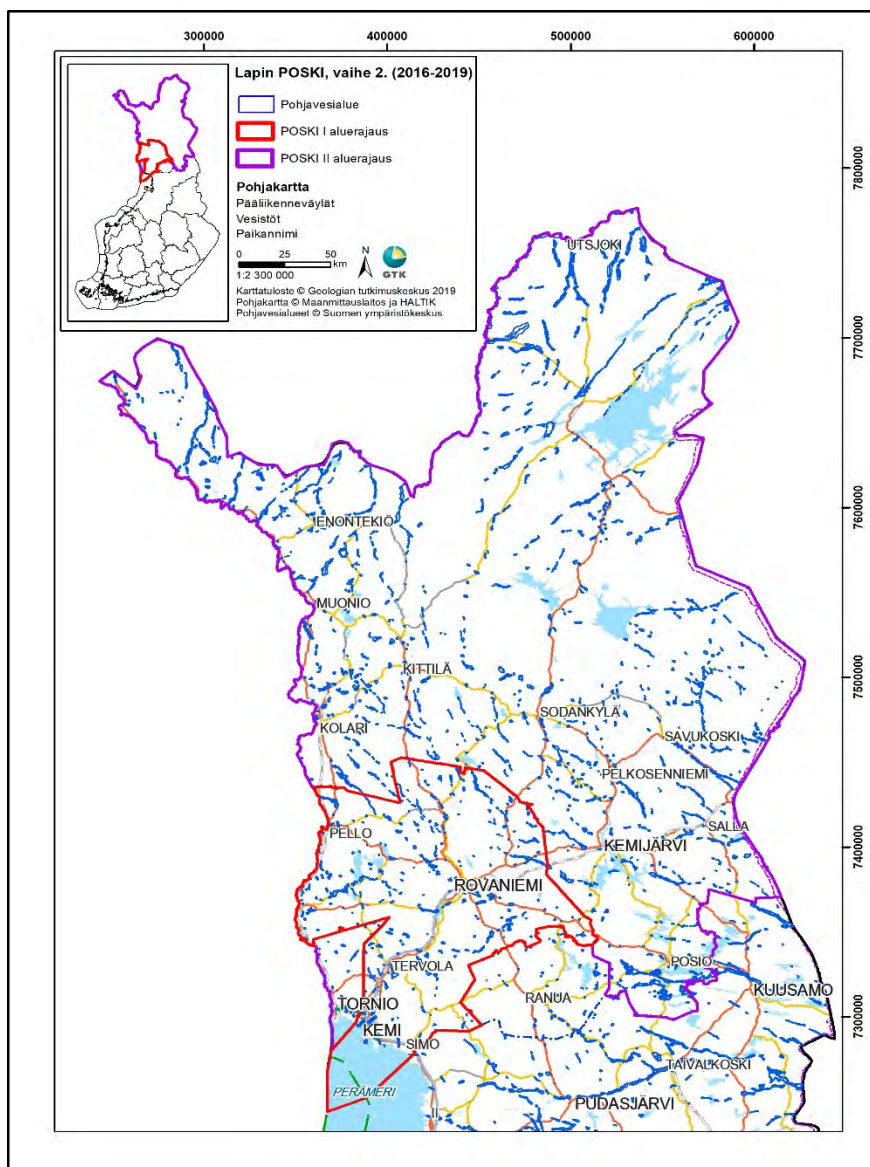 300000 400000 500000 600000
Lapin POSKI, vaihe 2. (2016-2019)
Pohjavesialue
POSKI I aluerajaus
POSKI II aluerajaus
Pohjakartta
Pääliikenneväylät
Vesistöt
Paikannimi
0 25 50
km
1:2 300 000
N
GTK
Karttatuloste © Geologian tutkimuskeskus 2019
Pohjakartta © Maanmittauslaitos ja HALTIK
Pohjavesialueet © Suomen ympäristökeskus
7800000
UTSJOKI
7700000
7600000
ENONTEKIÖ
MUONIO
KITTILÄ
7500000
SODANKYLÄ
KOLARI
SAVUKOSKI
PELKOSENNIEMI
SALLA
PELLO
KEMIJÄRVI
7400000
ROVANIEMI
TERVOLA
POSIO
RANUA
KUUSAMO
TORNIO
7300000
KEMI
SIMO
TAIVALKOSKI
PERÄMERI
PUDASJÄRVI
II